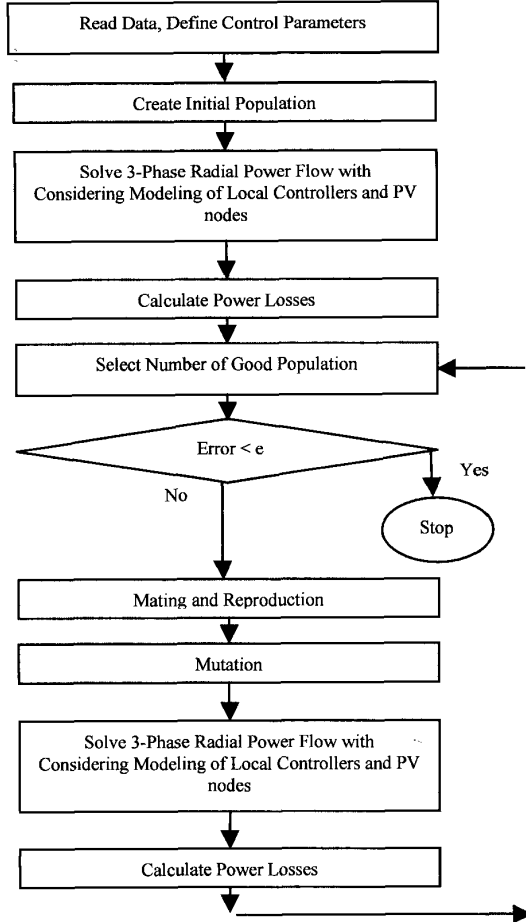 Read Data, Define Control Parameters
Create Initial Population
Solve 3-Phase Radial Power Flow with
Considering Modeling of Local Controllers and PV
nodes
Calculate Power Losses
Select Number of Good Population
Error < e
Yes
No
Stop
Mating and Reproduction
Mutation
Solve 3-Phase Radial Power Flow with
Considering Modeling of Local Controllers and PV
nodes
Calculate Power Losses